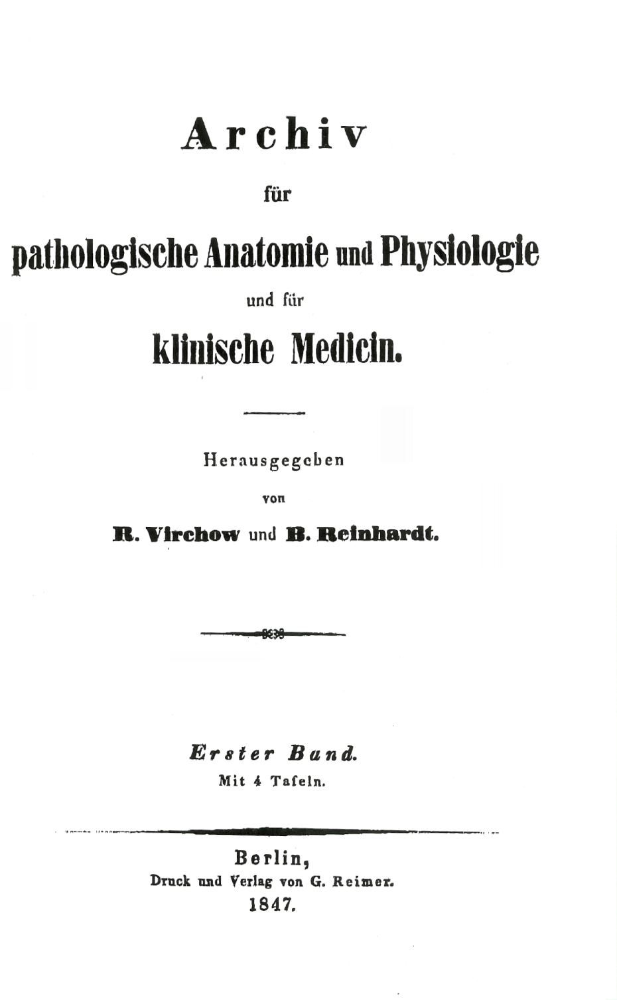 Archiv
für
pathologische Anatomie und Physiologie
und für
klinische Medicin.
Herausgegeben
von
R. Virchow und B. Reinhardt.
Erster Band.
Mit 4 Tafeln.
Berlin,
Druck und Verlag von G. Reimer.
1847.